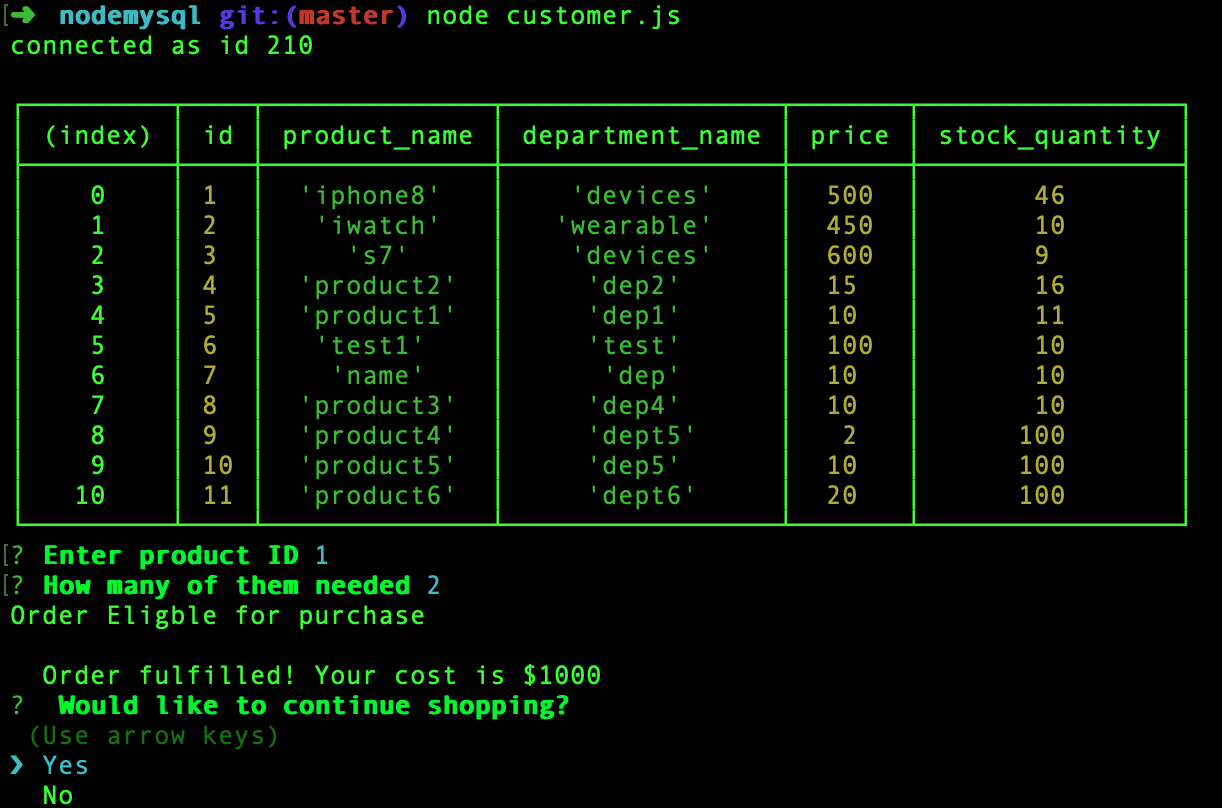 ➜ nodemysql git:(master) node customer.js
connected as id 210
(index) id product_name department_name price stock_quantity
0 1 'iphone8' 'devices' 500 46
1 2 'iwatch' 'wearable' 450 10
2 3 's7' 'devices' 600 9
3 4 'product2' 'dep2' 15 16
4 5 'product1' 'dep1' 10 11
5 6 'test1' 'test' 100 10
6 7 'name' 'dep' 10 10
7 8 'product3' 'dep4' 10 10
8 9 'product4' 'dept5' 2 100
9 10 'product5' 'dep5' 10 100
10 11 'product6' 'dept6' 20 100
? Enter product ID 1
? How many of them needed 2
Order Eligble for purchase
Order fulfilled! Your cost is $1000
? Would like to continue shopping?
(Use arrow keys)
❯ Yes
No